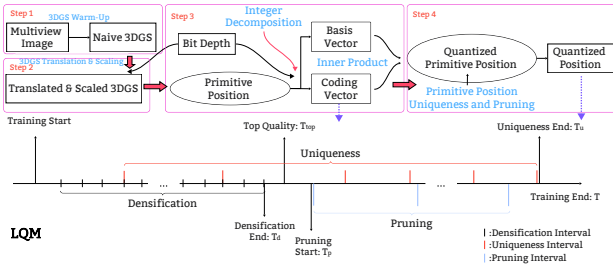 Step 1
3DGS Warm-Up
Multiview Image
Naive 3DGS
3DGS Translation & Scaling
Step 2
Translated & Scaled 3DGS
Step 3
Integer Decomposition
Bit Depth
Basis Vector
Inner Product
Primitive Position
Coding Vector
Step 4
Quantized Primitive Position
Quantized Position
Primitive Position Uniqueness and Pruning
Training Start
Top Quality: Ttop
Uniqueness End: Tu
Uniqueness
...
...
Densification
Pruning
Training End: T
Densification End: Td
Pruning Start: Tp
LQM
:Densification Interval
:Uniqueness Interval
:Pruning Interval